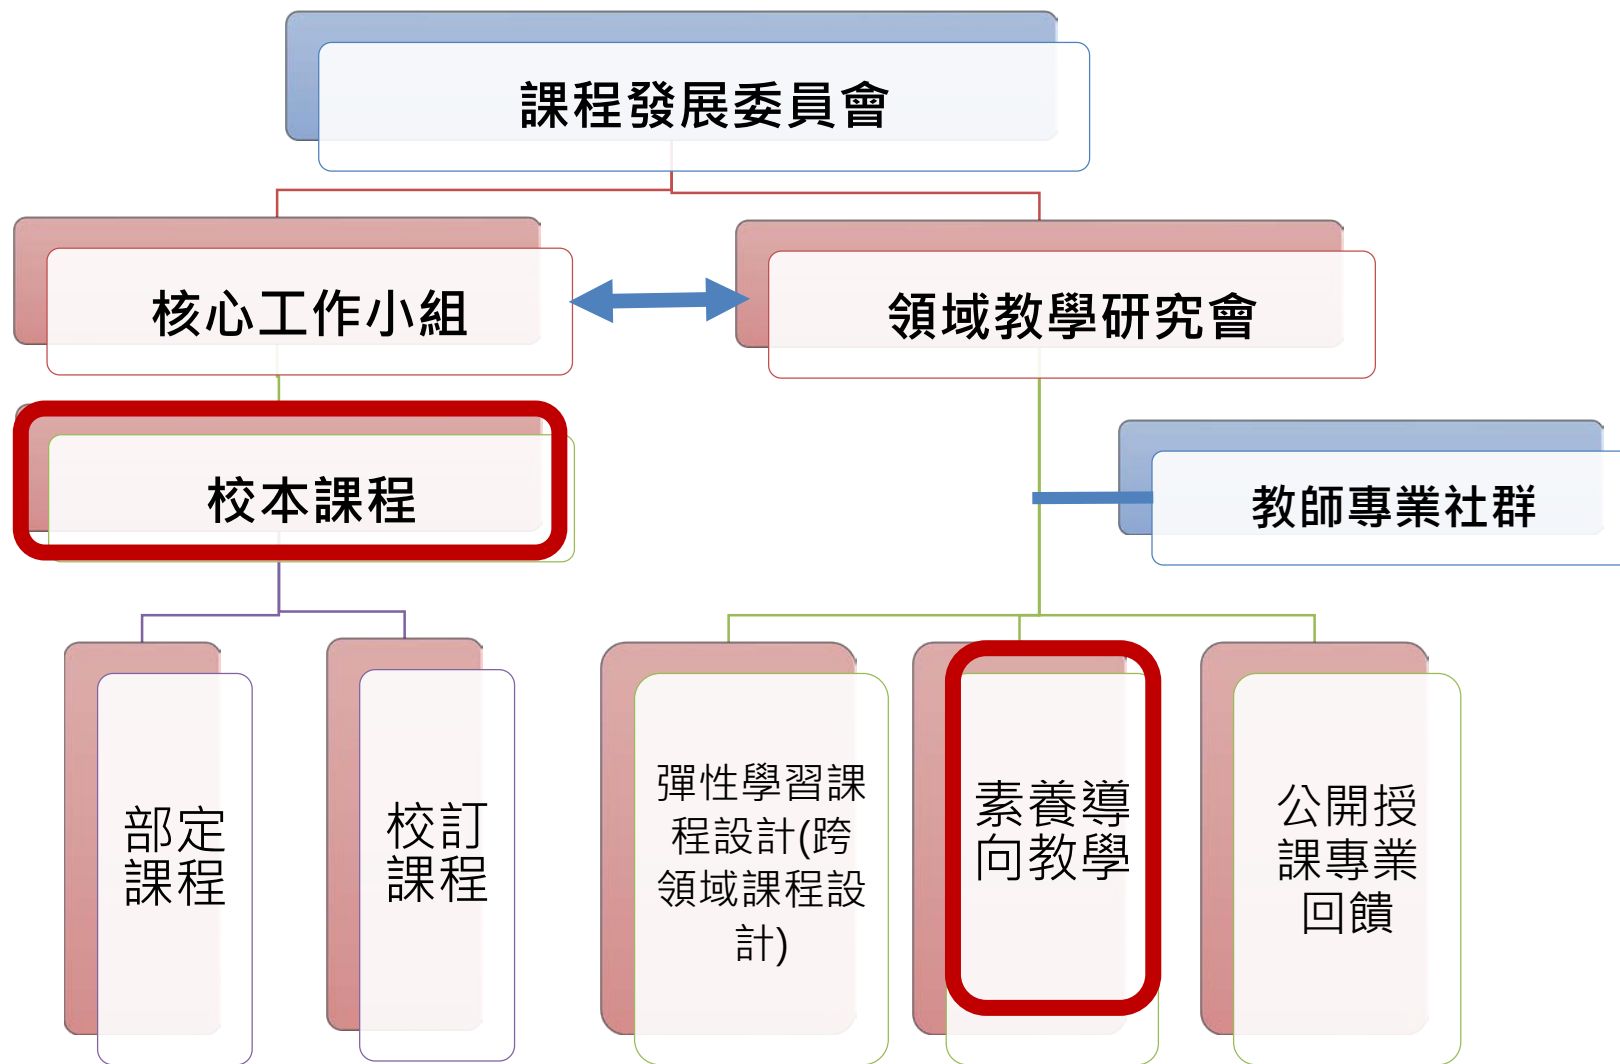 課程發展委員會
核心工作小組
領域教學研究會
校本課程
教師專業社群
部定
課程
校訂
課程
彈性學習課
程設計(跨
領域課程設
計)
素養導
向教學
公開授
課專業
回饋